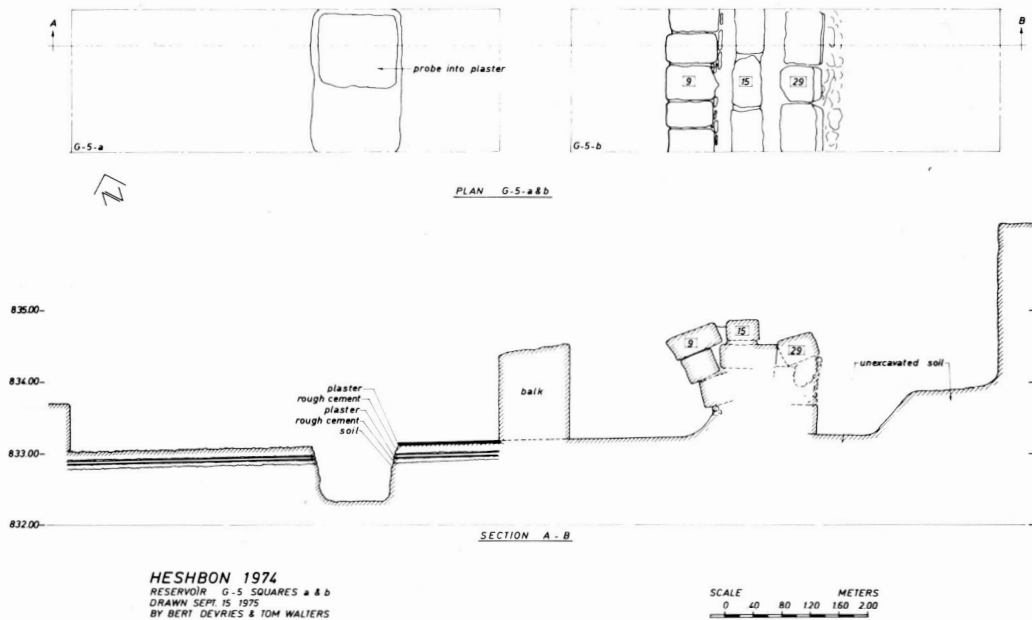 A
B
probe into plaster
9
15
29
G-5-a
G-5-b
N
PLAN G-5-a & b
835.00
834.00
833.00
832.00
plaster
rough cement
plaster
rough cement
soil
balk
9
15
29
unexcavated soil
SECTION A - B
HESHBON 1974
RESERVOIR G-5 SQUARES a & b
DRAWN SEPT. 15 1975
BY BERT DEVRIES & TOM WALTERS
SCALE METERS
0 40 80 120 160 2.00